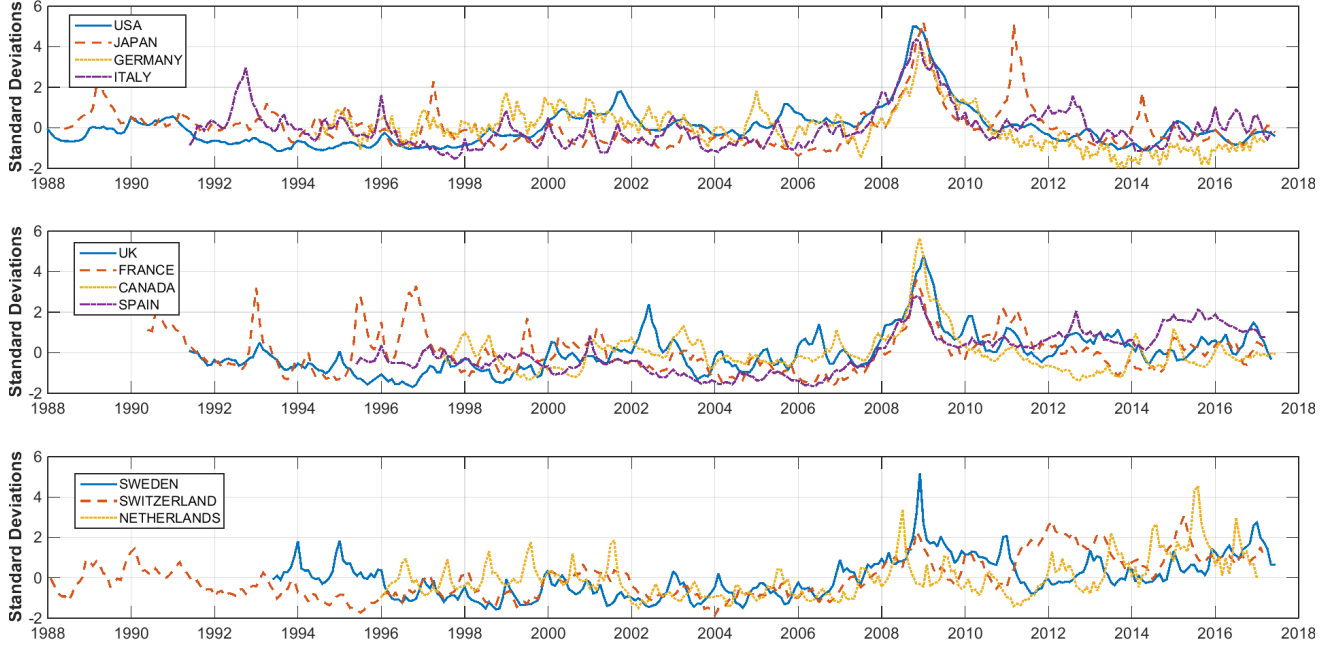 Standard Deviations
6
4
2
0
-2
USA
JAPAN
GERMANY
ITALY
1988 1990 1992 1994 1996 1998 2000 2002 2004 2006 2008 2010 2012 2014 2016 2018
Standard Deviations
6
4
2
0
-2
UK
FRANCE
CANADA
SPAIN
1988 1990 1992 1994 1996 1998 2000 2002 2004 2006 2008 2010 2012 2014 2016 2018
Standard Deviations
6
4
2
0
-2
SWEDEN
SWITZERLAND
NETHERLANDS
1988 1990 1992 1994 1996 1998 2000 2002 2004 2006 2008 2010 2012 2014 2016 2018